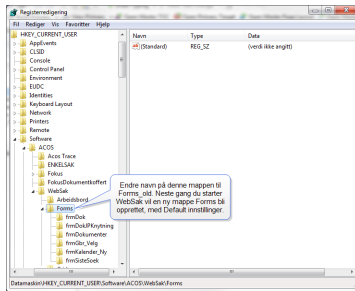 Registerredigering
Fil Rediger Vis Favoritter Hjelp
HKEY_CURRENT_USER
AppEvents
CLSID
Console
Control Panel
Environment
EUDC
Identities
Keyboard Layout
Network
Printers
Remote
Software
ACOS
Acos Trace
ENKELSAK
Fokus
FokusDokumentkoffert
WebSak
Arbeidsbord
Forms
frmDok
frmDokUPKnytning
frmDokumenter
frmGbr_Velg
frmKalender_Ny
frmSisteSoek
Navn Type Data
(Standard) REG_SZ (verdi ikke angitt)
Endre navn på denne mappen til
Forms_old. Neste gang du starter
WebSak vil en ny mappe Forms bli
opprettet, med Default innstillinger.
Datamaskin\HKEY_CURRENT_USER\Software\ACOS\WebSak\Forms